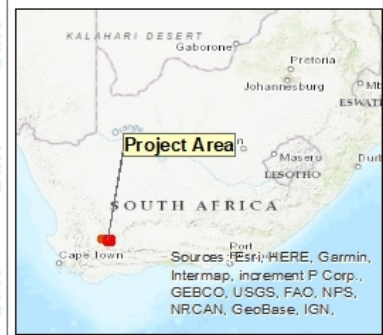 KALAHARI DESERT
Gaborone
Pretoria
Johannesburg
Orange
Project Area
Maseru
LESOTHO
SOUTH AFRICA
Cape Town
Port
Sources: Esri, HERE, Garmin,
Intermap, increment P Corp.,
GEBCO, USGS, FAO, NPS,
NRCAN, GeoBase, IGN,